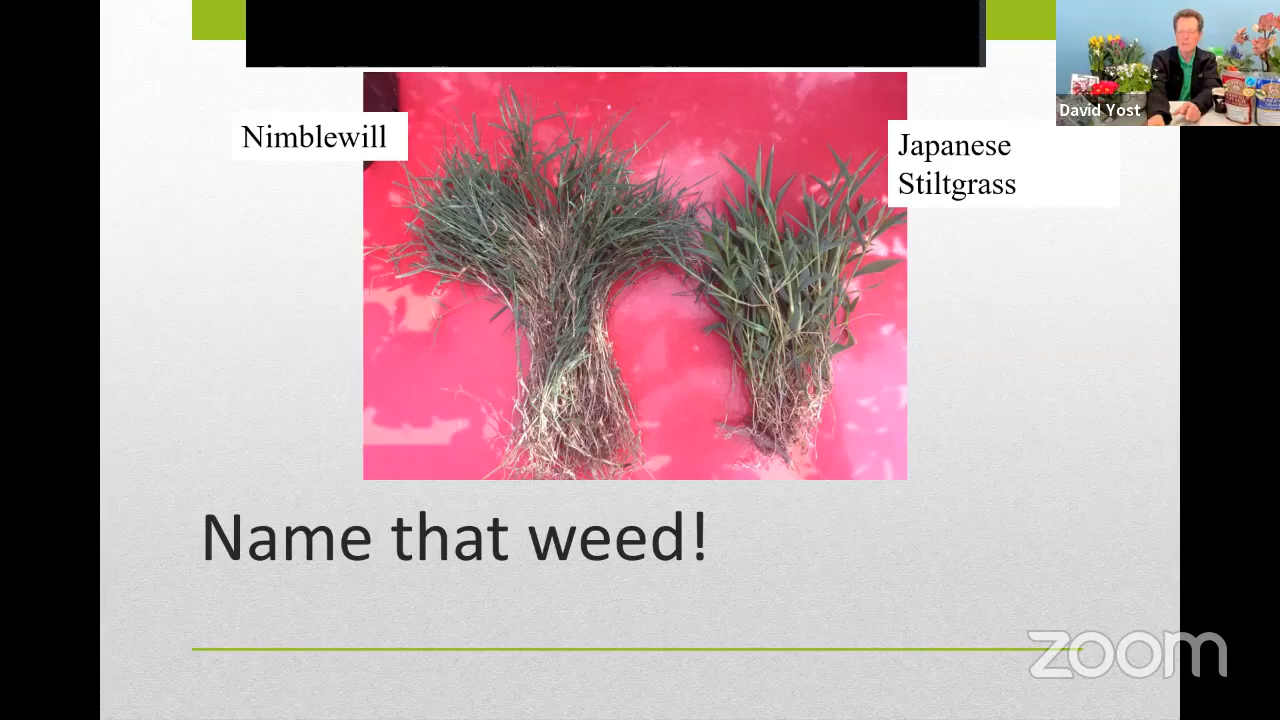 David Yost
Nimblewill
Japanese
Stiltgrass
Name that weed!
zoom